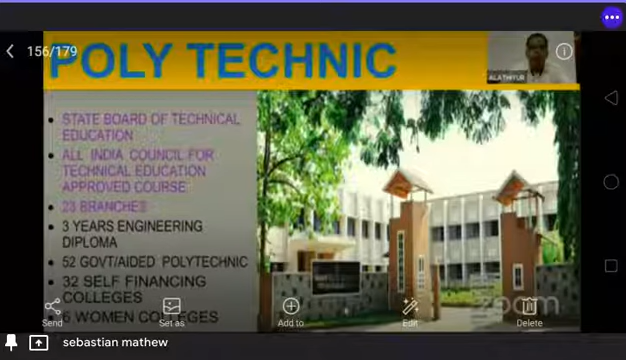 156/179
POLY TECHNIC
ALATHIYUR
STATE BOARD OF TECHNICAL
EDUCATION
ALL INDIA COUNCIL FOR
TECHNICAL EDUCATION
APPROVED COURSE
23 BRANCHES
3 YEARS ENGINEERING
DIPLOMA
52 GOVT/AIDED POLYTECHNIC
32 SELF FINANCING
COLLEGES
6 WOMEN COLLEGES
zoom
Send
Set as
Add to
Edit
Delete
sebastian mathew